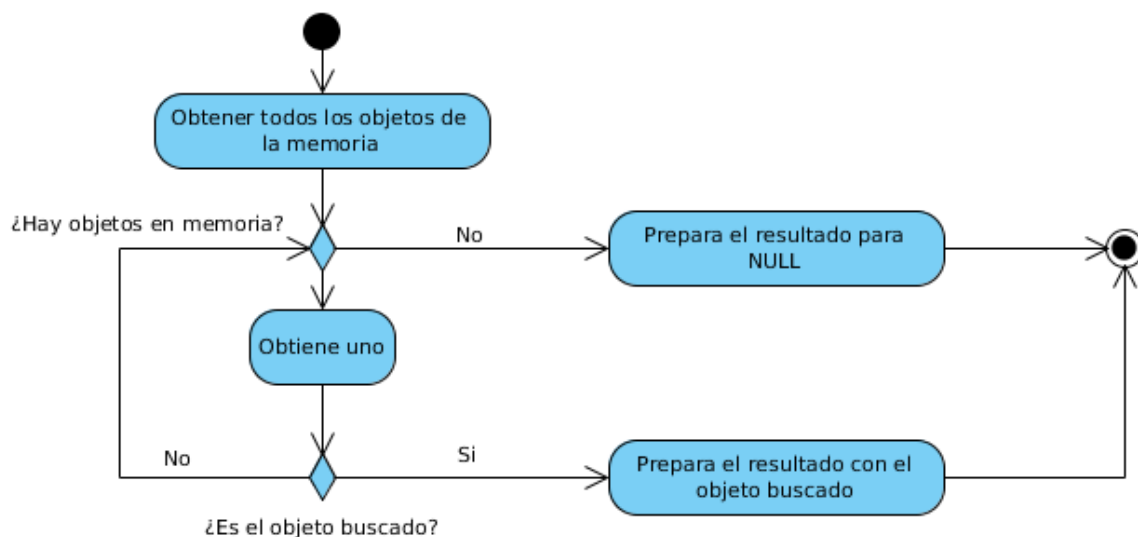 Obtener todos los objetos de
la memoria
¿Hay objetos en memoria?
No
Prepara el resultado para
NULL
Obtiene uno
No
Si
Prepara el resultado con el
objeto buscado
¿Es el objeto buscado?